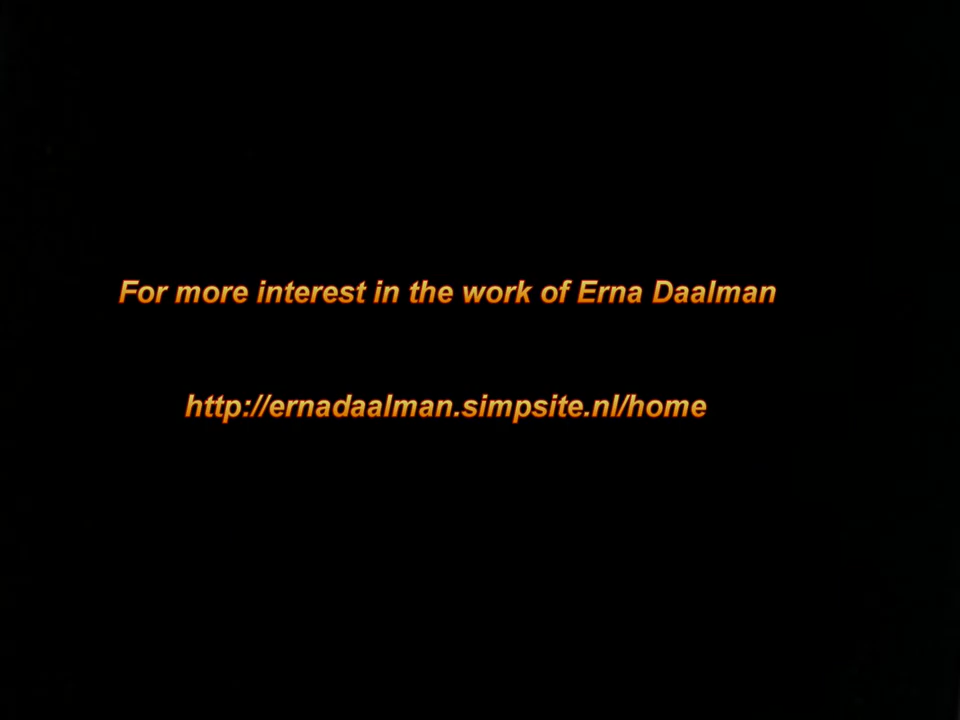 For more interest in the work of Erna Daalman
http://ernadaalman.simpsite.nl/home